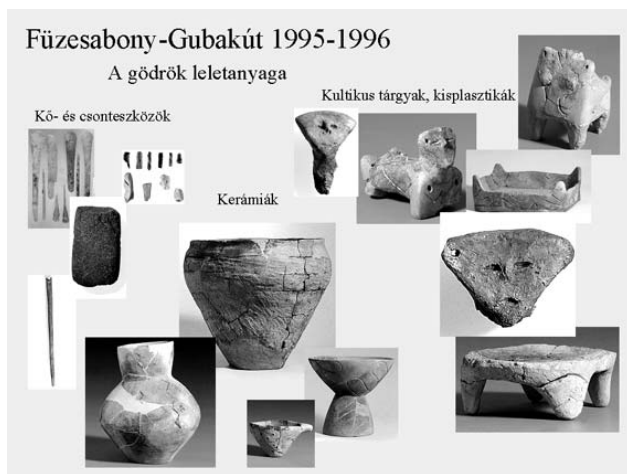 Füzesabony-Gubakút 1995-1996
A gödrök leletanyaga
Kultikus tárgyak, kisplasztikák
Kő- és csonteszközök
Kerámiák